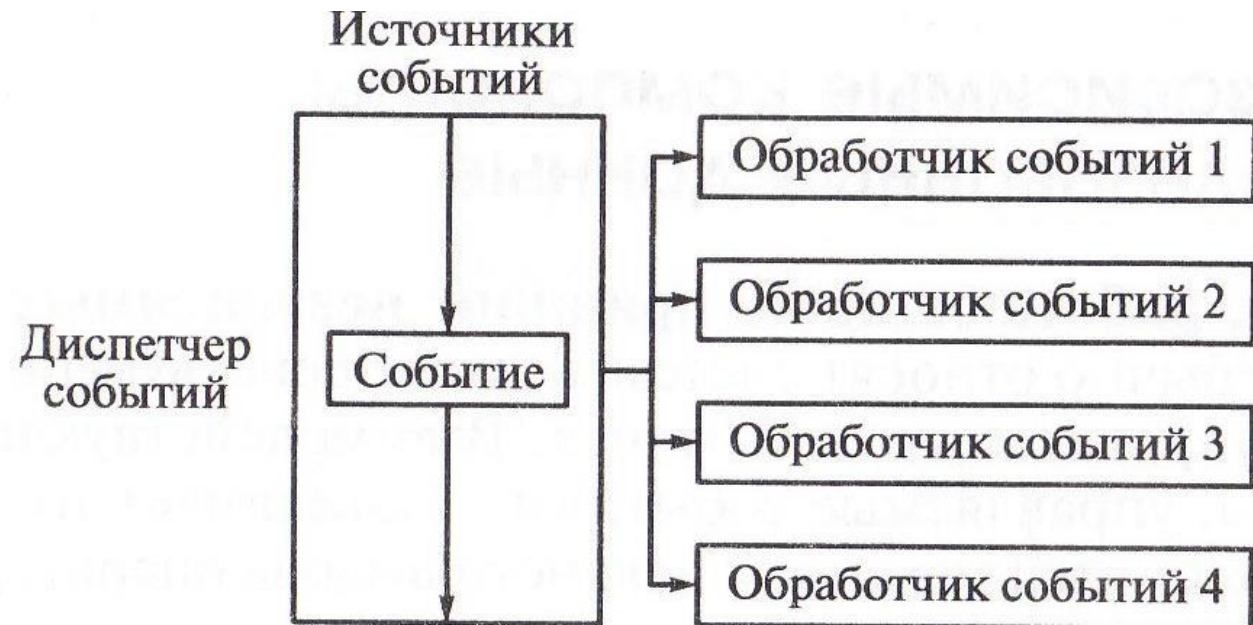 Источники
событий
Обработчик событий 1
Обработчик событий 2
Диспетчер
событий
Событие
Обработчик событий 3
Обработчик событий 4